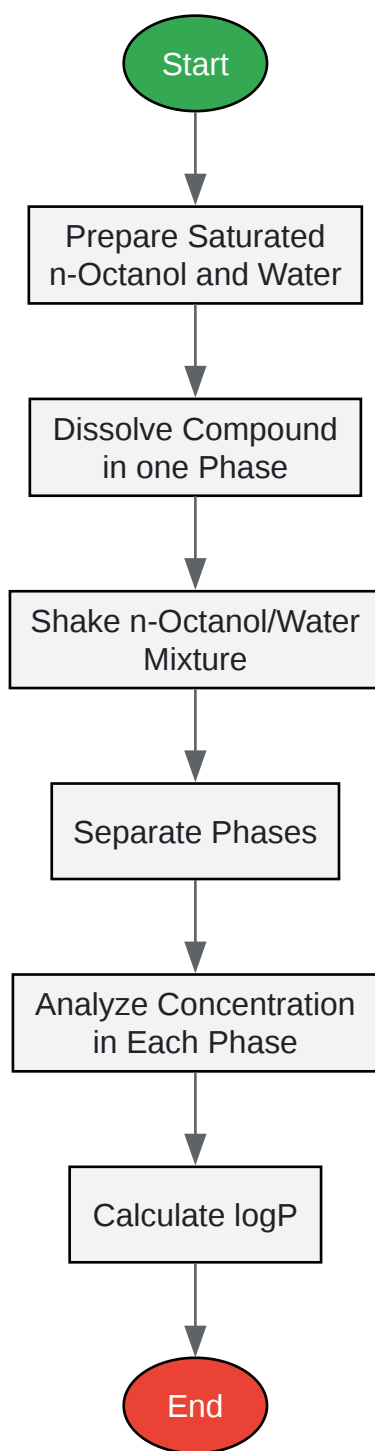 Start
Prepare Saturated
n-Octanol and Water
Dissolve Compound
in one Phase
Shake n-Octanol/Water
Mixture
Separate Phases
Analyze Concentration
in Each Phase
Calculate logP
End